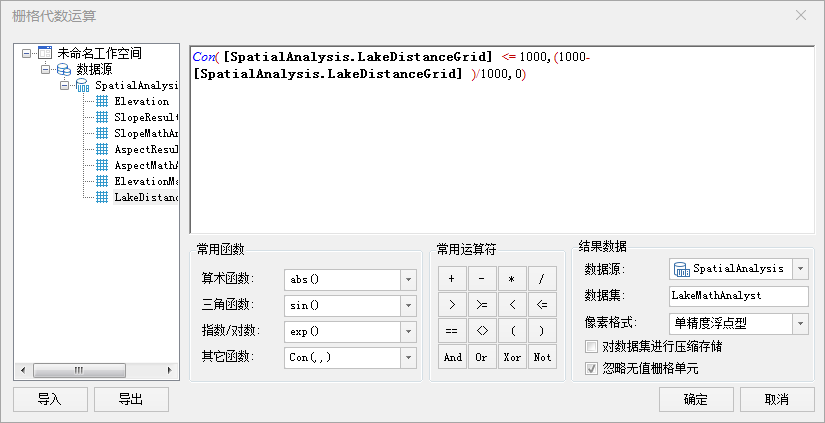 栅格代数运算
未命名工作空间
数据源
SpatialAnalysi
Elevation
SlopeResult
SlopeMathAn
AspectResul
AspectMathA
ElevationMa
LakeDistanc
Con( [SpatialAnalysis.LakeDistanceGrid] <= 1000,(1000-
[SpatialAnalysis.LakeDistanceGrid] )/1000,0)
常用函数
算术函数: abs()
三角函数: sin()
指数/对数: exp()
其它函数: Con(,,)
常用运算符
+ - * /
> >= < <=
== <> ( )
And Or Xor Not
结果数据
数据源: SpatialAnalysis
数据集: LakeMathAnalyst
像素格式: 单精度浮点型
对数据集进行压缩存储
忽略无值栅格单元
导入 导出 确定 取消